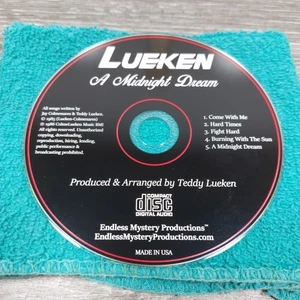 LUEKEN
A Midnight Dream
All songs written by
Jay Colsemanta & Teddy Lueken.
All rights reserved. Unauthorized
copying, downloading,
reproduction, hiring, lending,
public performance &
broadcasting prohibited.
1. Come With Me
2. Hard Times
3. Fight Hard
4. Burning With The Sun
5. A Midnight Dream
Produced & Arranged by Teddy Lueken
COMPACT
disc
DIGITAL AUDIO
Endless Mystery Productions™
EndlessMysteryProductions.com
MADE IN USA